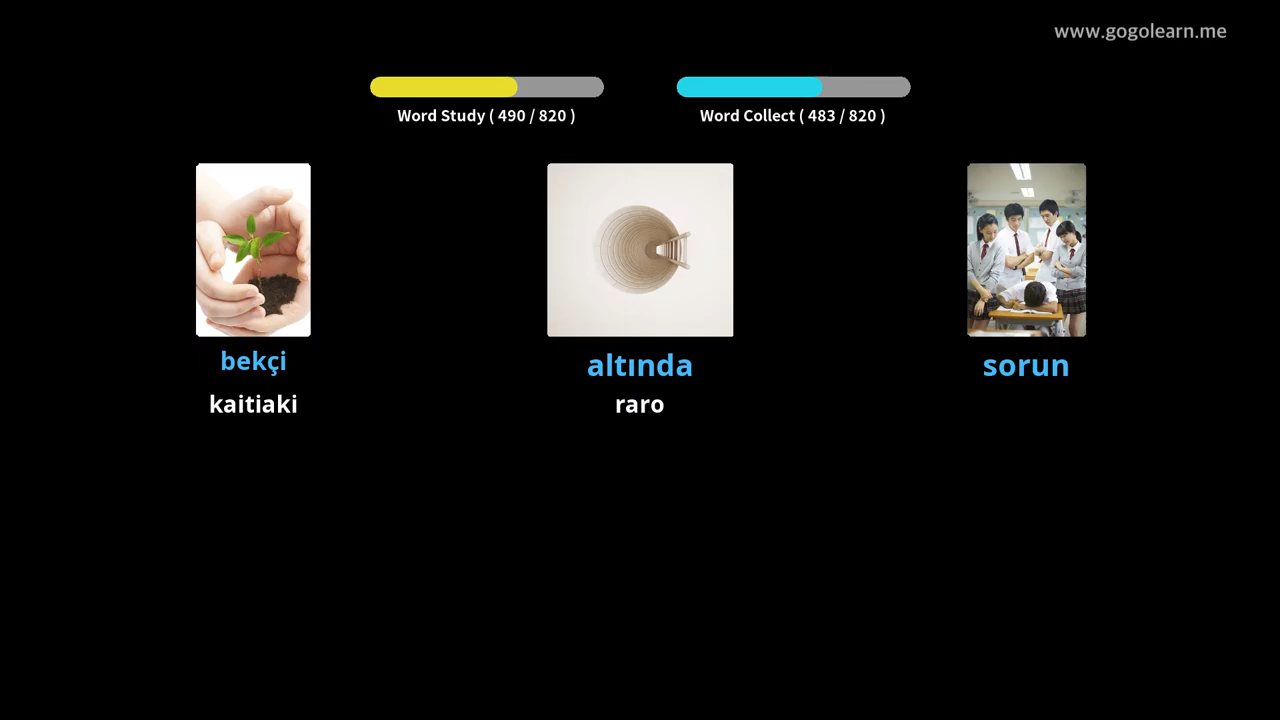 www.gogolearn.me
Word Study ( 490 / 820 )
Word Collect ( 483 / 820 )
bekçi
altında
sorun
kaitiaki
raro